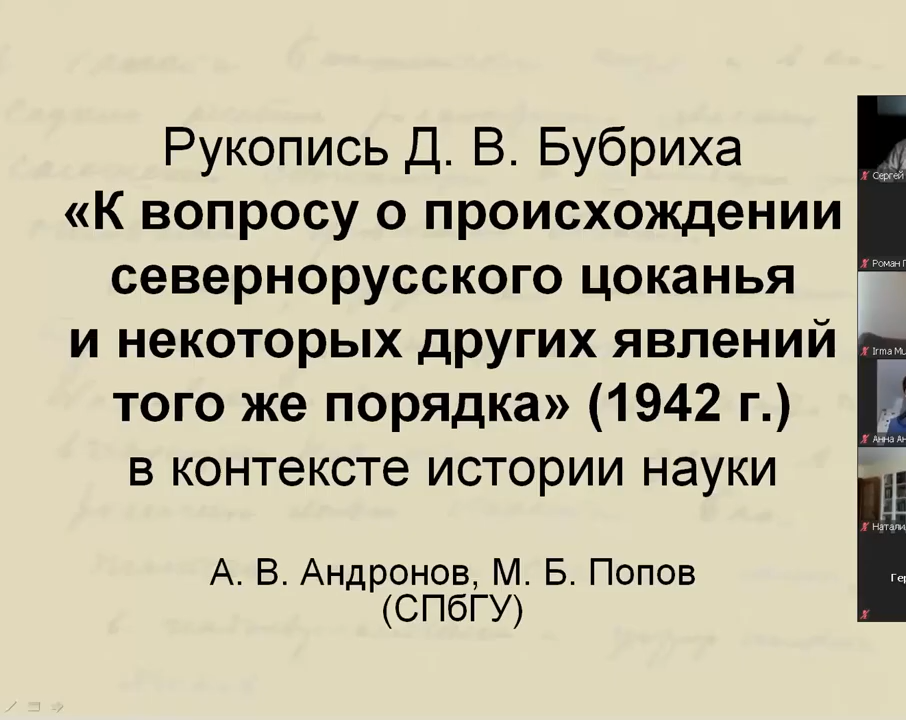 Рукопись Д. В. Бубриха
«К вопросу о происхождении
севернорусского цоканья
и некоторых других явлений
того же порядка» (1942 г.)
в контексте истории науки
А. В. Андронов, М. Б. Попов
(СПбГУ)
Сергей
Роман
Irma
Анна